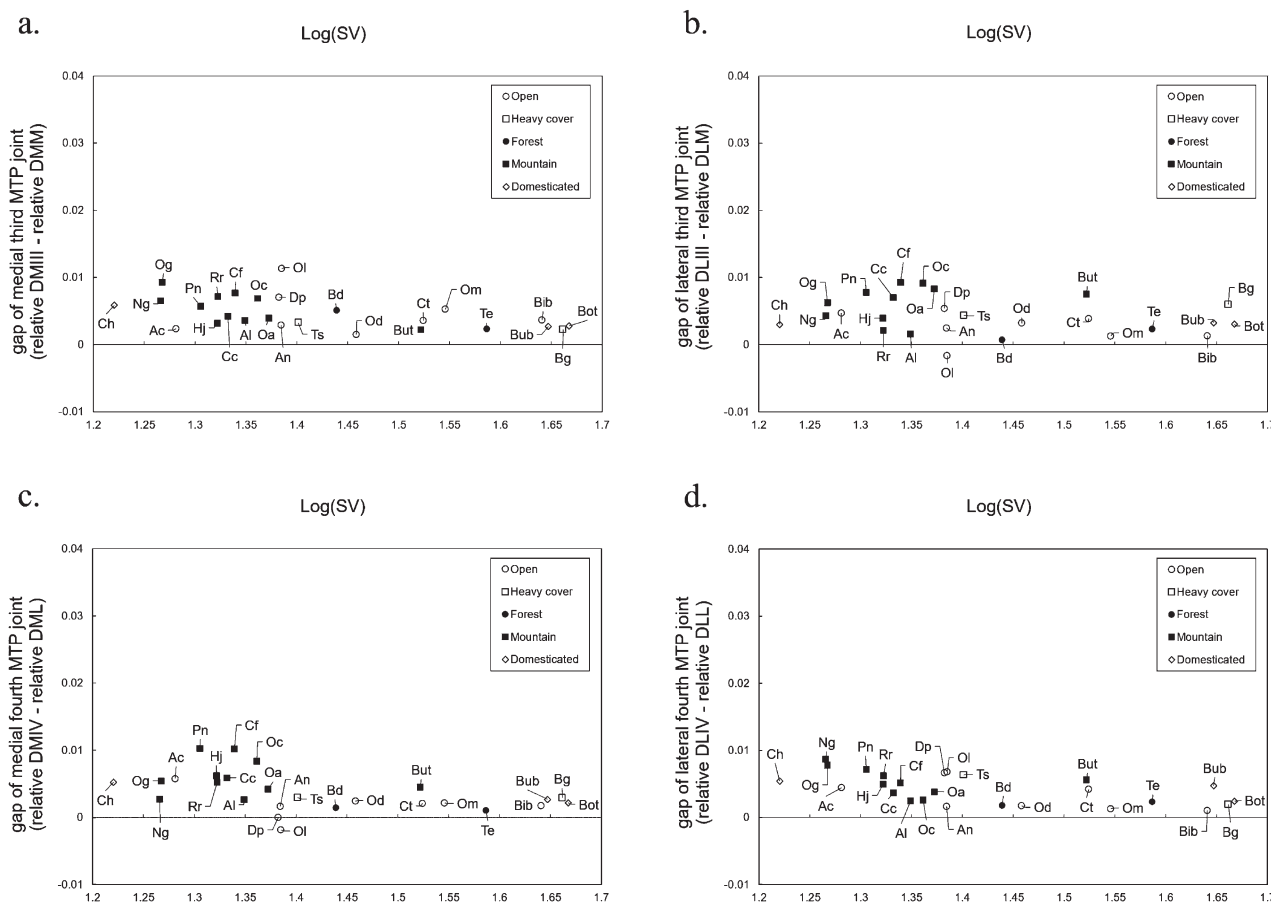 a.
Log(SV)
gap of medial third MTP joint
(relative DMIII - relative DMM)
0.04
0.03
0.02
0.01
0
-0.01
Open
Heavy cover
Forest
Mountain
Domesticated
Og
Ng
Ch
Pn
Ac
Rr
Hj
Cf
Cc
Al
Oc
Oa
Ol
Dp
An
Ts
Bd
Od
Ct
But
Om
Te
Bib
Bub
Bot
Bg
1.2 1.25 1.3 1.35 1.4 1.45 1.5 1.55 1.6 1.65 1.7
b.
Log(SV)
gap of lateral third MTP joint
(relative DLIII - relative DLM)
0.04
0.03
0.02
0.01
0
-0.01
Open
Heavy cover
Forest
Mountain
Domesticated
Ch
Og
Ng
Ac
Pn
Cc
Cf
Hj
Rr
Al
Oc
Oa
Dp
An
Ol
Ts
Bd
Od
But
Ct
Om
Te
Bub
Bib
Bg
Bot
1.2 1.25 1.3 1.35 1.4 1.45 1.5 1.55 1.6 1.65 1.7
c.
Log(SV)
gap of medial fourth MTP joint
(relative DMIV - relative DML)
0.04
0.03
0.02
0.01
0
-0.01
Open
Heavy cover
Forest
Mountain
Domesticated
Ch
Og
Ng
Ac
Pn
Hj
Rr
Cf
Cc
Al
Oc
Oa
An
Dp
Ol
Ts
Bd
Od
But
Ct
Om
Te
Bub
Bib
Bg
Bot
1.2 1.25 1.3 1.35 1.4 1.45 1.5 1.55 1.6 1.65 1.7
d.
Log(SV)
gap of lateral fourth MTP joint
(relative DLIV - relative DLL)
0.04
0.03
0.02
0.01
0
-0.01
Open
Heavy cover
Forest
Mountain
Domesticated
Ch
Ng
Og
Ac
Pn
Rr
Hj
Cc
Cf
Al
Oc
Oa
Dp
Ol
An
Ts
Bd
Od
But
Ct
Om
Te
Bub
Bib
Bg
Bot
1.2 1.25 1.3 1.35 1.4 1.45 1.5 1.55 1.6 1.65 1.7